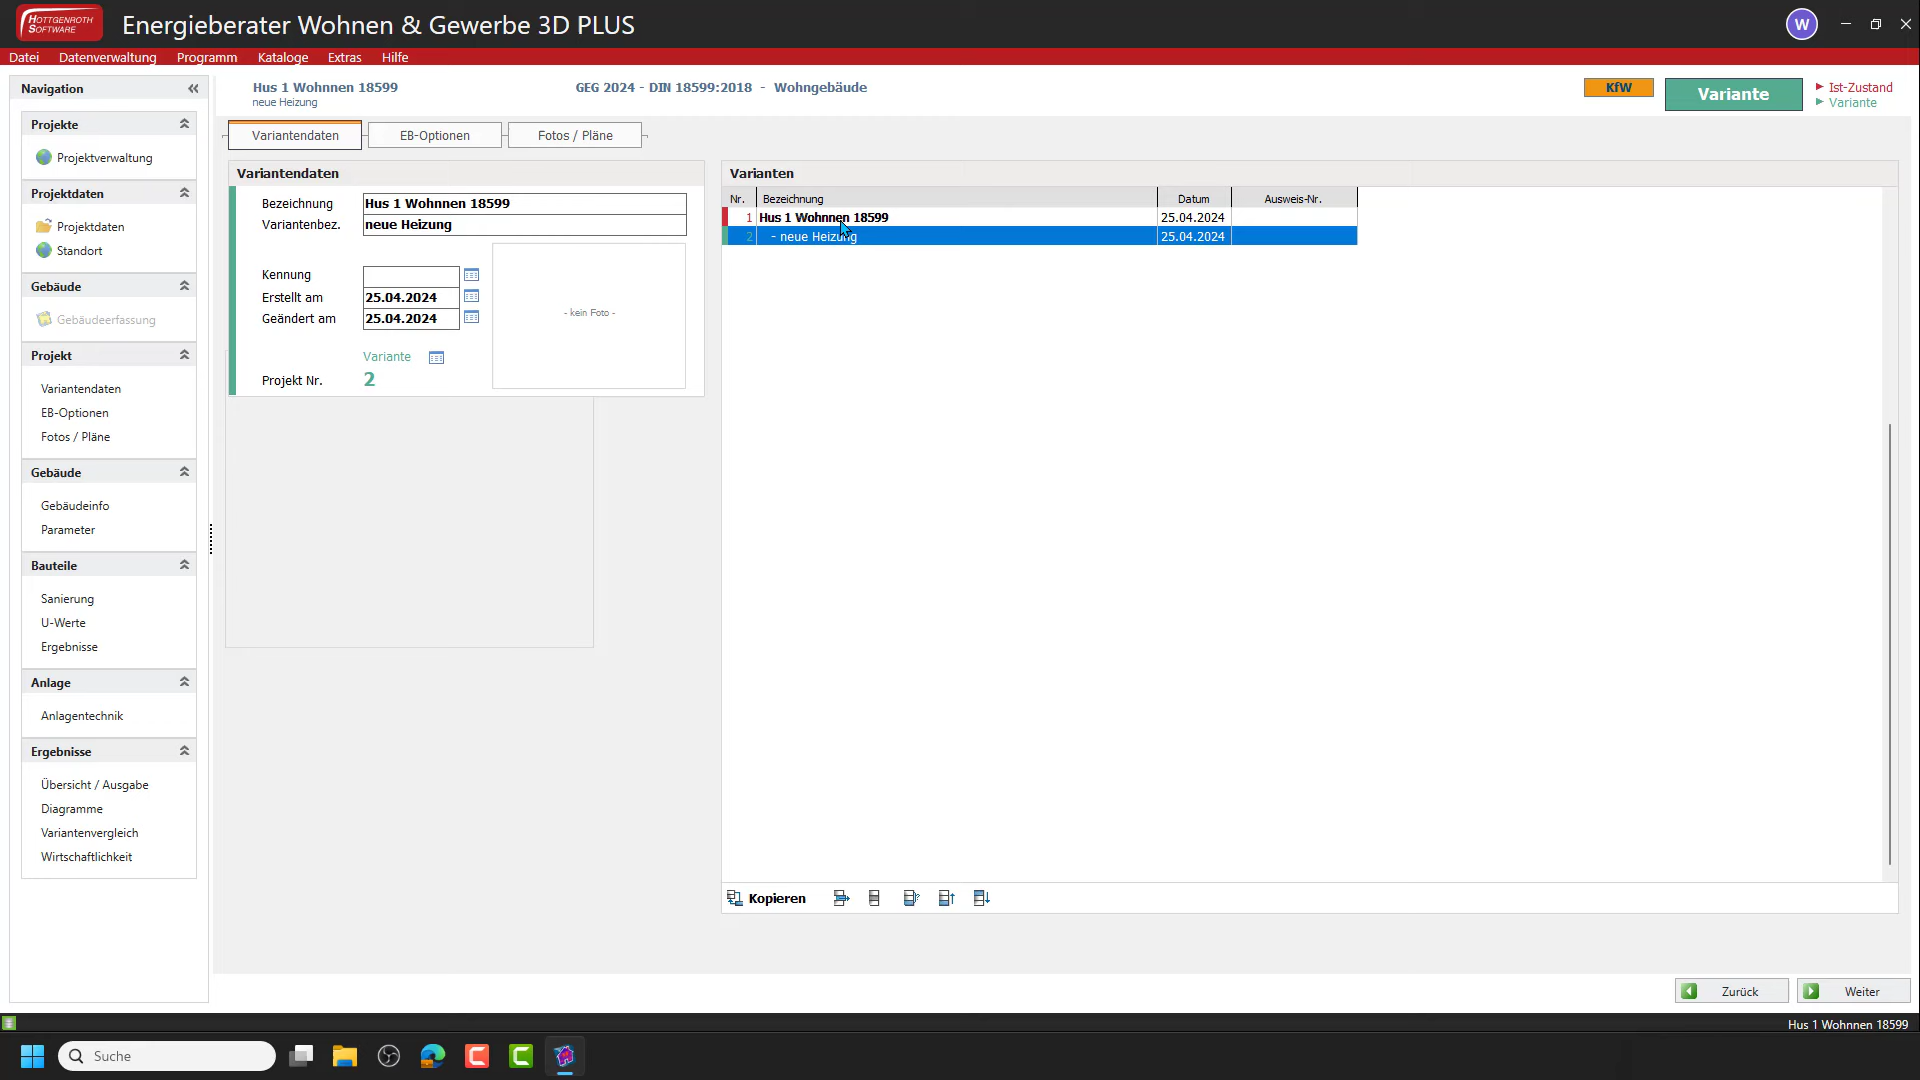 HOTTGENROTH
SOFTWARE
Energieberater Wohnen & Gewerbe 3D PLUS
W
Datei Datenverwaltung Programm Kataloge Extras Hilfe
Navigation
Projekte
Projektverwaltung
Projektdaten
Projektdaten
Standort
Gebäude
Gebäudeerfassung
Projekt
Variantendaten
EB-Optionen
Fotos / Pläne
Gebäude
Gebäudeinfo
Parameter
Bauteile
Sanierung
U-Werte
Ergebnisse
Anlage
Anlagentechnik
Ergebnisse
Übersicht / Ausgabe
Diagramme
Variantenvergleich
Wirtschaftlichkeit
Hus 1 Wohnnen 18599
neue Heizung
GEG 2024 - DIN 18599:2018 - Wohngebäude
KfW
Variante
Ist-Zustand
Variante
Variantendaten EB-Optionen Fotos / Pläne
Variantendaten
Bezeichnung Hus 1 Wohnnen 18599
Variantenbez. neue Heizung
Kennung
Erstellt am 25.04.2024
Geändert am 25.04.2024
- kein Foto -
Variante
Projekt Nr. 2
Varianten
Nr. Bezeichnung Datum Ausweis-Nr.
1 Hus 1 Wohnnen 18599 25.04.2024
2 - neue Heizung 25.04.2024
Kopieren
Zurück Weiter
Hus 1 Wohnnen 18599
Suche